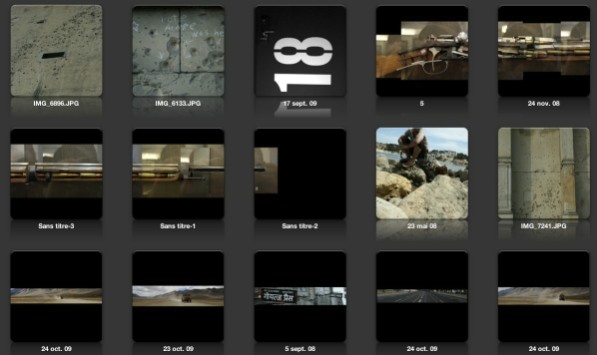 18
IMG_6896.JPG
IMG_6133.JPG
17 sept. 09
5
24 nov. 08
Sans titre-3
Sans titre-1
Sans titre-2
23 mai 08
IMG_7241.JPG
24 oct. 09
23 oct. 09
5 sept. 08
24 oct. 09
24 oct. 09